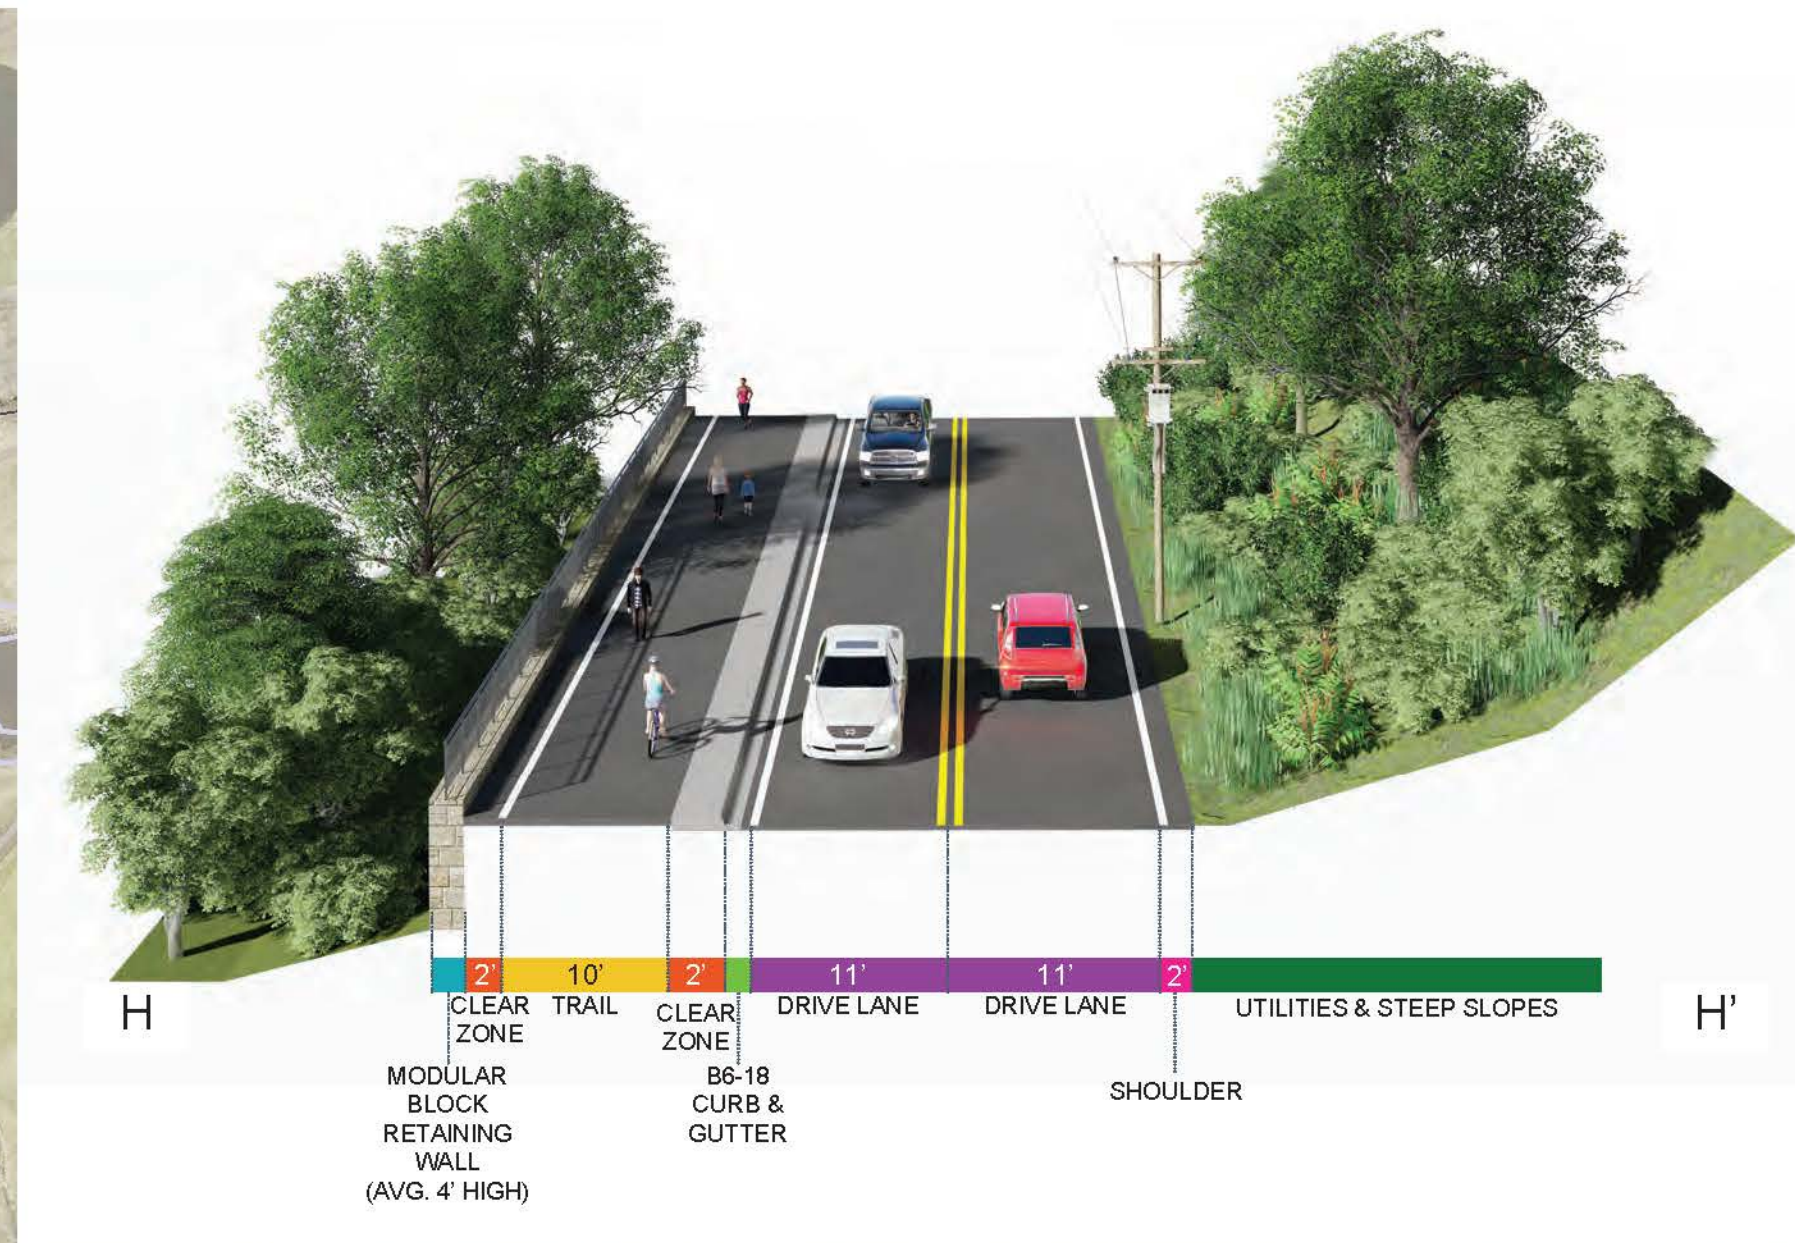 2'
10'
2'
11'
11'
2'
CLEAR
ZONE
TRAIL
CLEAR
ZONE
DRIVE LANE
DRIVE LANE
UTILITIES & STEEP SLOPES
H
H'
MODULAR
BLOCK
RETAINING
WALL
(AVG. 4' HIGH)
B6-18
CURB &
GUTTER
SHOULDER